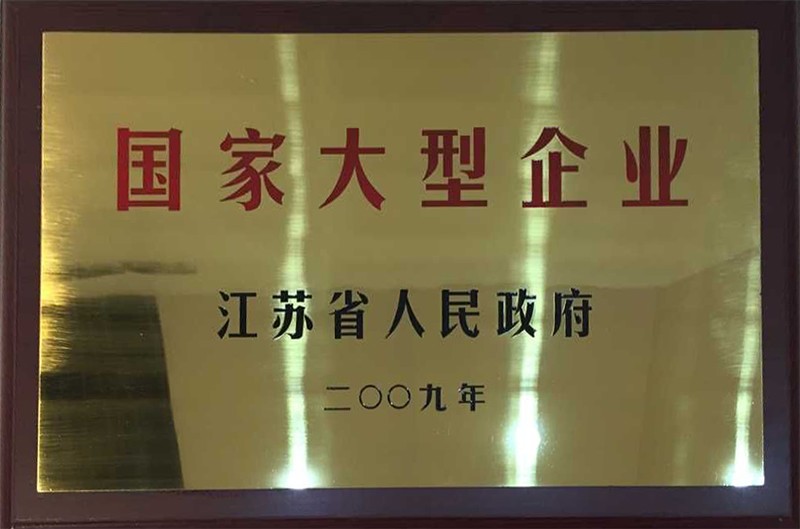 国家大型企业
江苏省人民政府
二〇〇九年